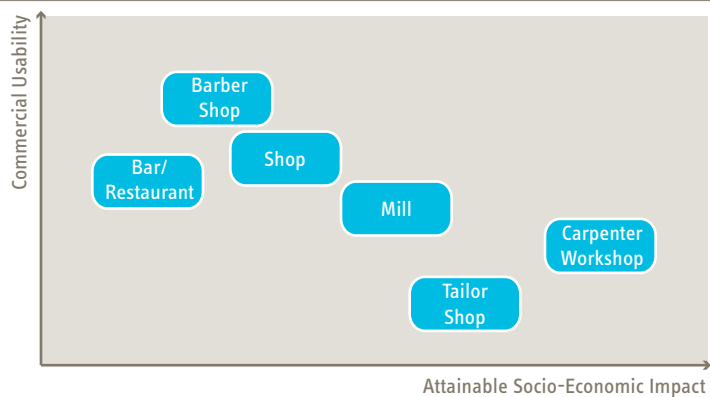 Commercial Usability
Barber
Shop
Shop
Bar/
Restaurant
Mill
Carpenter
Workshop
Tailor
Shop
Attainable Socio-Economic Impact